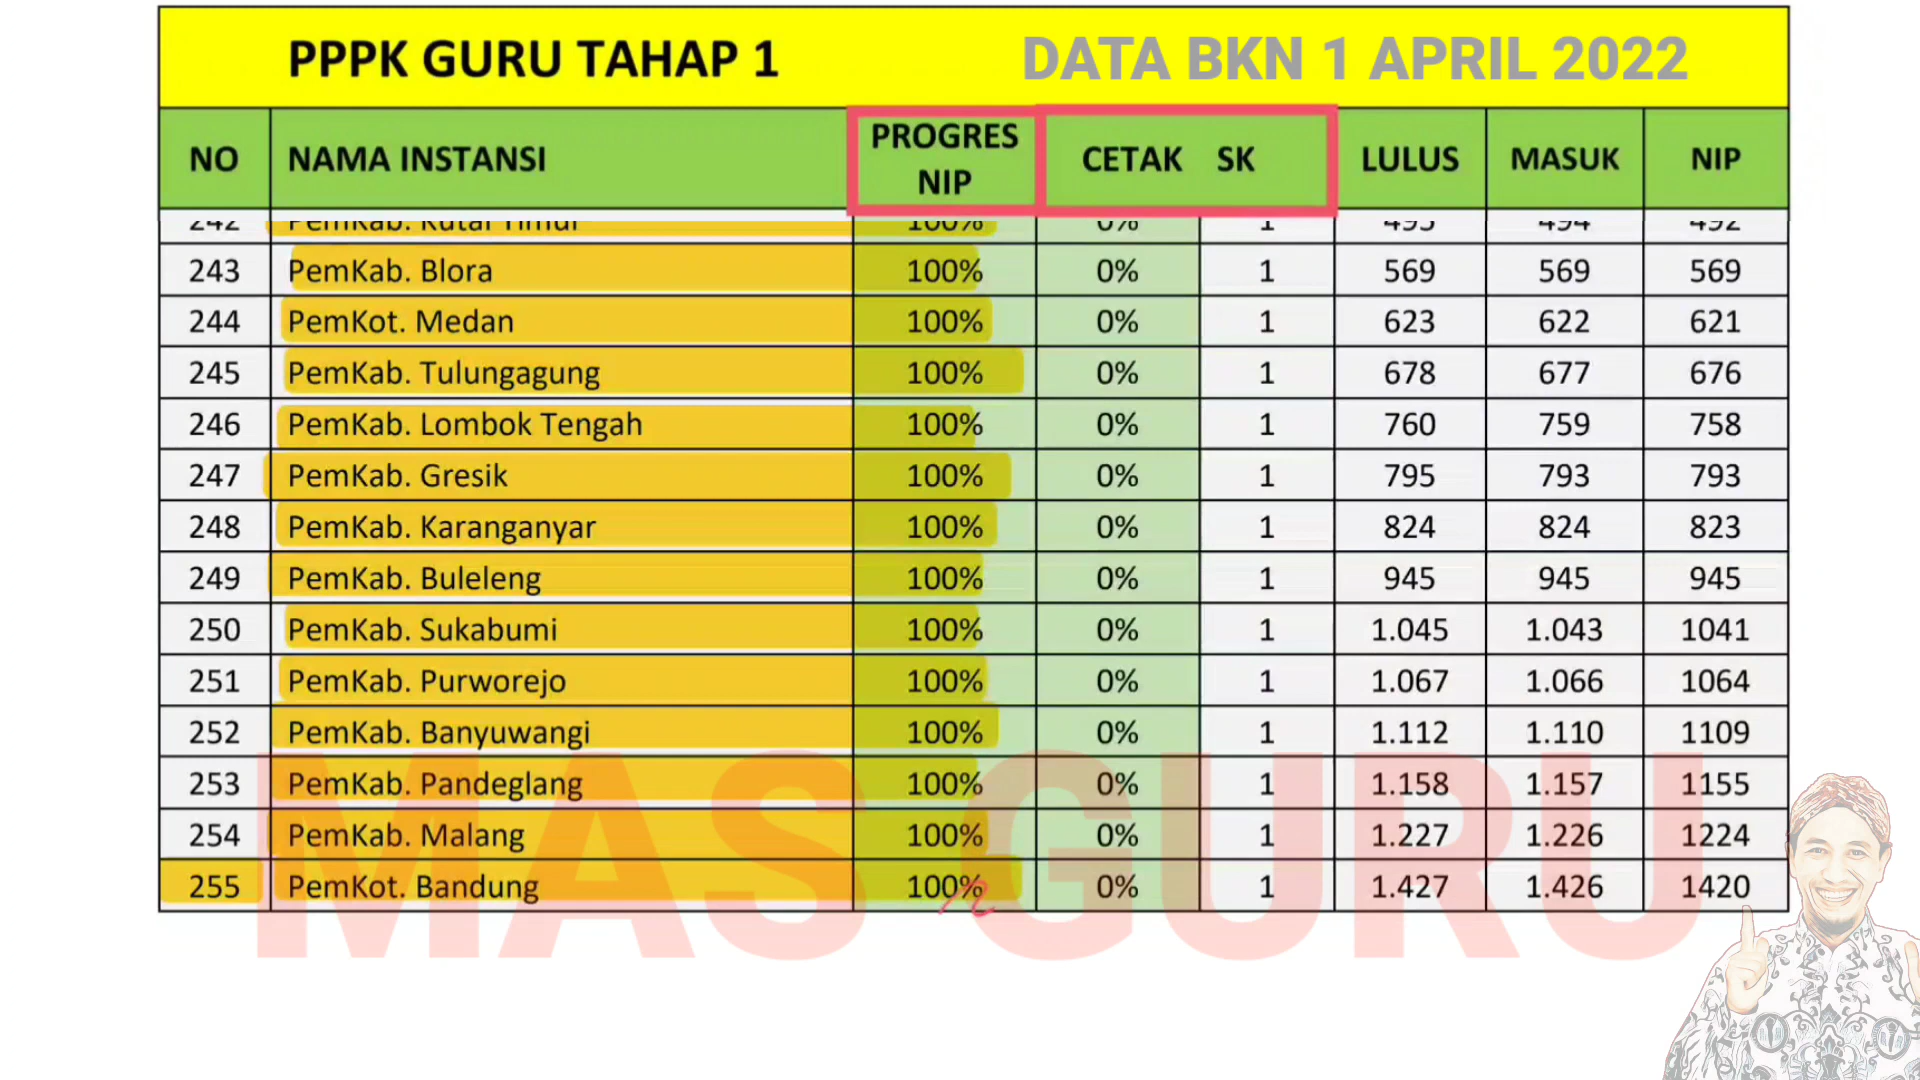 PPPK GURU TAHAP 1 DATA BKN 1 APRIL 2022
NO NAMA INSTANSI PROGRES NIP CETAK SK LULUS MASUK NIP
242 PemKab. Kutai Timur 100% 0% 1 495 494 492
243 PemKab. Blora 100% 0% 1 569 569 569
244 PemKot. Medan 100% 0% 1 623 622 621
245 PemKab. Tulungagung 100% 0% 1 678 677 676
246 PemKab. Lombok Tengah 100% 0% 1 760 759 758
247 PemKab. Gresik 100% 0% 1 795 793 793
248 PemKab. Karanganyar 100% 0% 1 824 824 823
249 PemKab. Buleleng 100% 0% 1 945 945 945
250 PemKab. Sukabumi 100% 0% 1 1.045 1.043 1041
251 PemKab. Purworejo 100% 0% 1 1.067 1.066 1064
252 PemKab. Banyuwangi 100% 0% 1 1.112 1.110 1109
253 PemKab. Pandeglang 100% 0% 1 1.158 1.157 1155
254 PemKab. Malang 100% 0% 1 1.227 1.226 1224
255 PemKot. Bandung 100% 0% 1 1.427 1.426 1420
MAS GURU